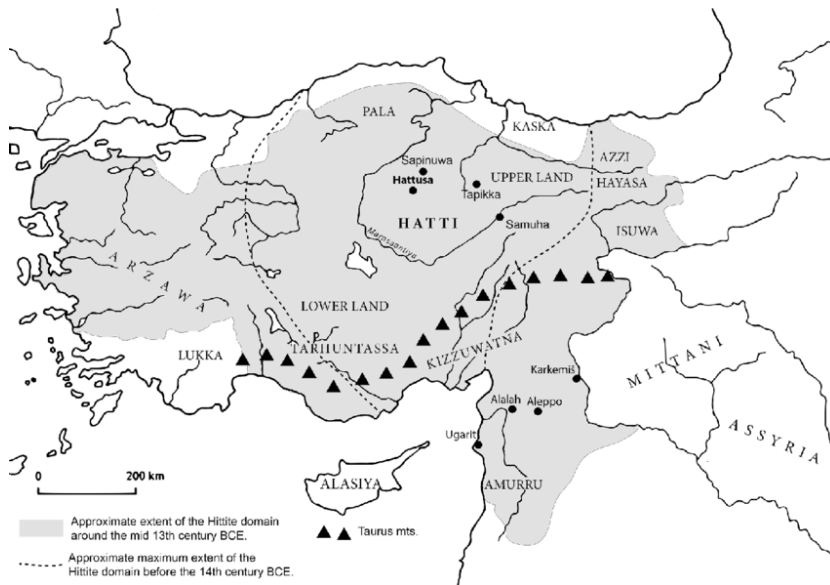 PALA
KASKA
AZZI
Sapinuwa
UPPER LAND
HAYASA
Hattusa
Tapikka
HATTI
Samuha
ISUWA
ARZAWA
LOWER LAND
TARHUNTASSA
LUKKA
KIZZUWATNA
MITTANI
Karkemiš
Alalah
Aleppo
ASSYRIA
Ugarit
0 200 km
ALASIYA
AMURRU
Approximate extent of the Hittite domain
around the mid 13th century BCE.
Taurus mts.
Approximate maximum extent of the
Hittite domain before the 14th century BCE.